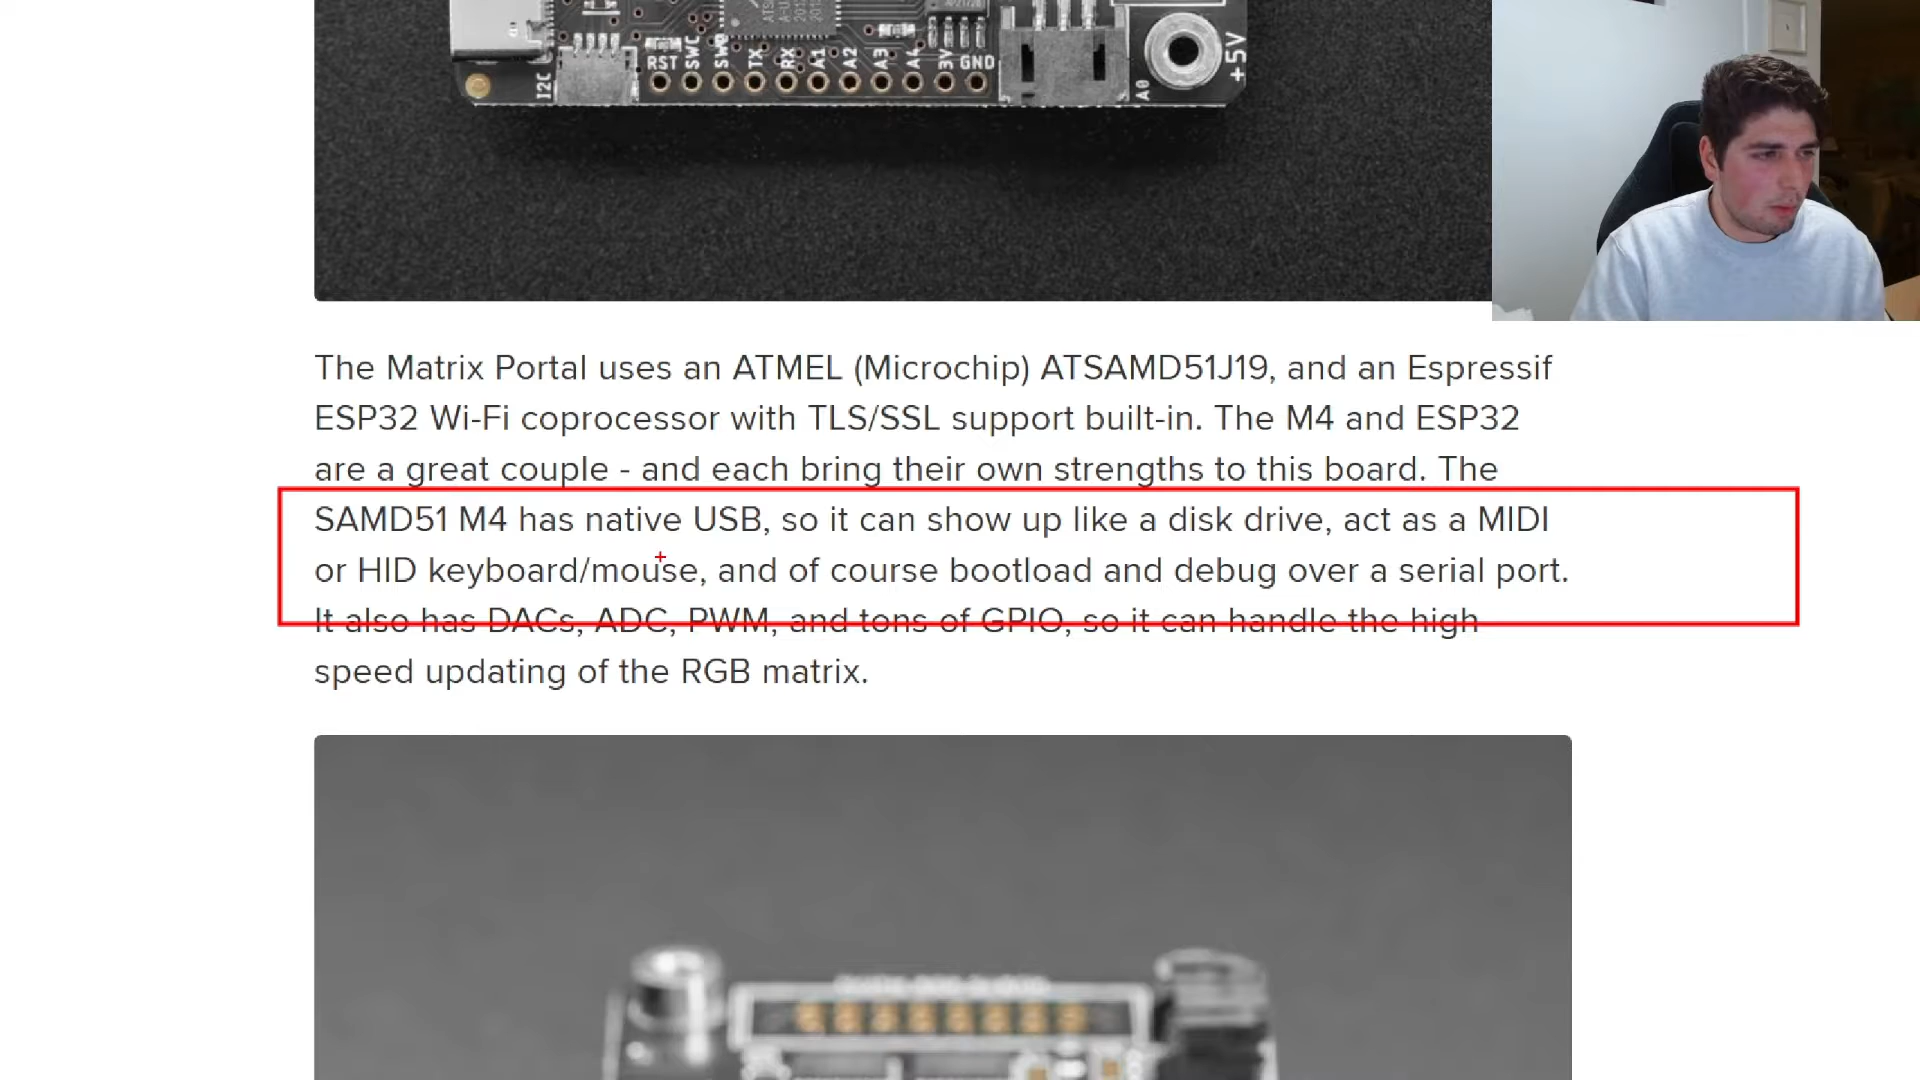 RST SWC SWD TX RX A1 A2 A3 A4 3V GND
I2C
A0
+5V
The Matrix Portal uses an ATMEL (Microchip) ATSAMD51J19, and an Espressif
ESP32 Wi-Fi coprocessor with TLS/SSL support built-in. The M4 and ESP32
are a great couple - and each bring their own strengths to this board. The
SAMD51 M4 has native USB, so it can show up like a disk drive, act as a MIDI
or HID keyboard/mouse, and of course bootload and debug over a serial port.
It also has DACs, ADC, PWM, and tons of GPIO, so it can handle the high
speed updating of the RGB matrix.